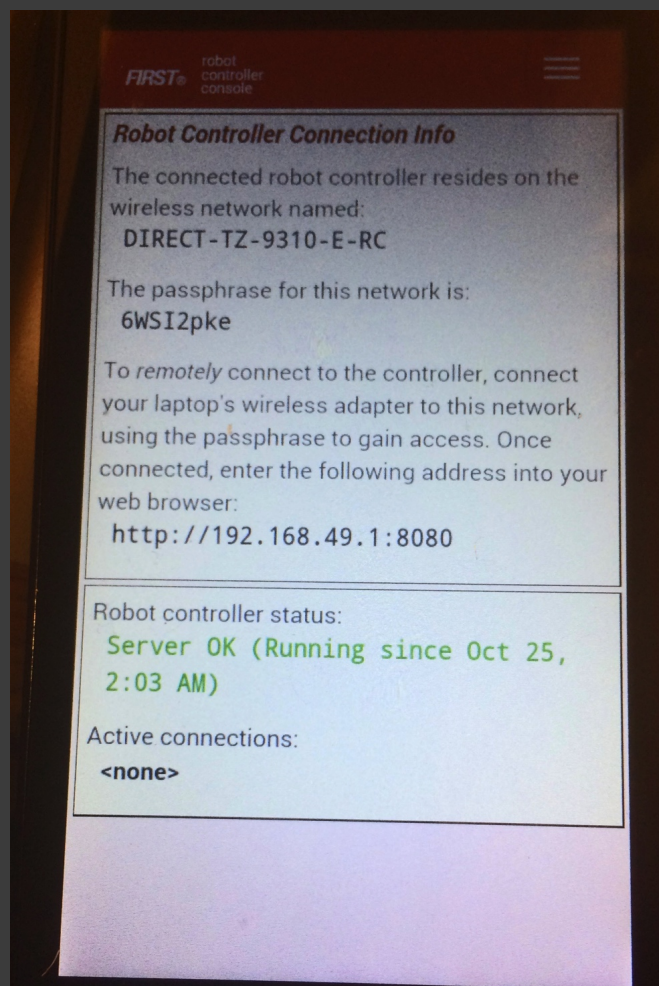 FIRST® robot
controller
console
Robot Controller Connection Info
The connected robot controller resides on the
wireless network named:
DIRECT-TZ-9310-E-RC
The passphrase for this network is:
6WSI2pke
To remotely connect to the controller, connect
your laptop's wireless adapter to this network,
using the passphrase to gain access. Once
connected, enter the following address into your
web browser:
http://192.168.49.1:8080
Robot controller status:
Server OK (Running since Oct 25,
2:03 AM)
Active connections:
<none>